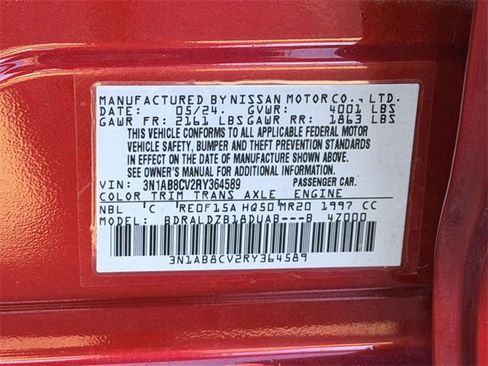 MANUFACTURED BY NISSAN MOTOR CO., LTD.
DATE: 05/24 GVWR: 4001 LBS
GAWR FR: 2161 LBS GAWR RR: 1863 LBS
THIS VEHICLE CONFORMS TO ALL APPLICABLE FEDERAL MOTOR
VEHICLE SAFETY, BUMPER AND THEFT PREVENTION STANDARDS
IN EFFECT ON THE DATE OF MANUFACTURE SHOWN ABOVE.
SEE OWNER'S MANUAL FOR ADDITIONAL INFORMATION.
VIN: 3N1AB8CV2RY364589 PASSENGER CAR.
COLOR TRIM TRANS AXLE ENGINE
NBL 'C 'RE0F15A HQ50'MR20 1997 CC
MODEL: BDRALDZB18DUAB---B 4Z000
3N1AB8CV2RY364589